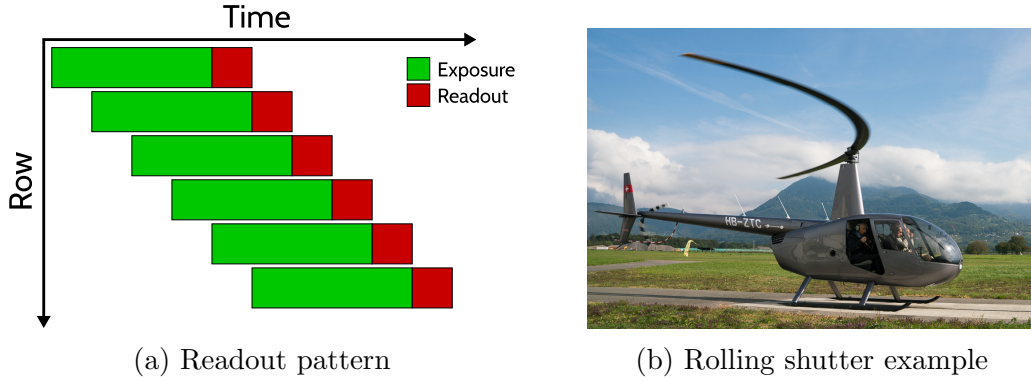 Time
Row
Exposure
Readout
HB-ZTC
(a) Readout pattern
(b) Rolling shutter example